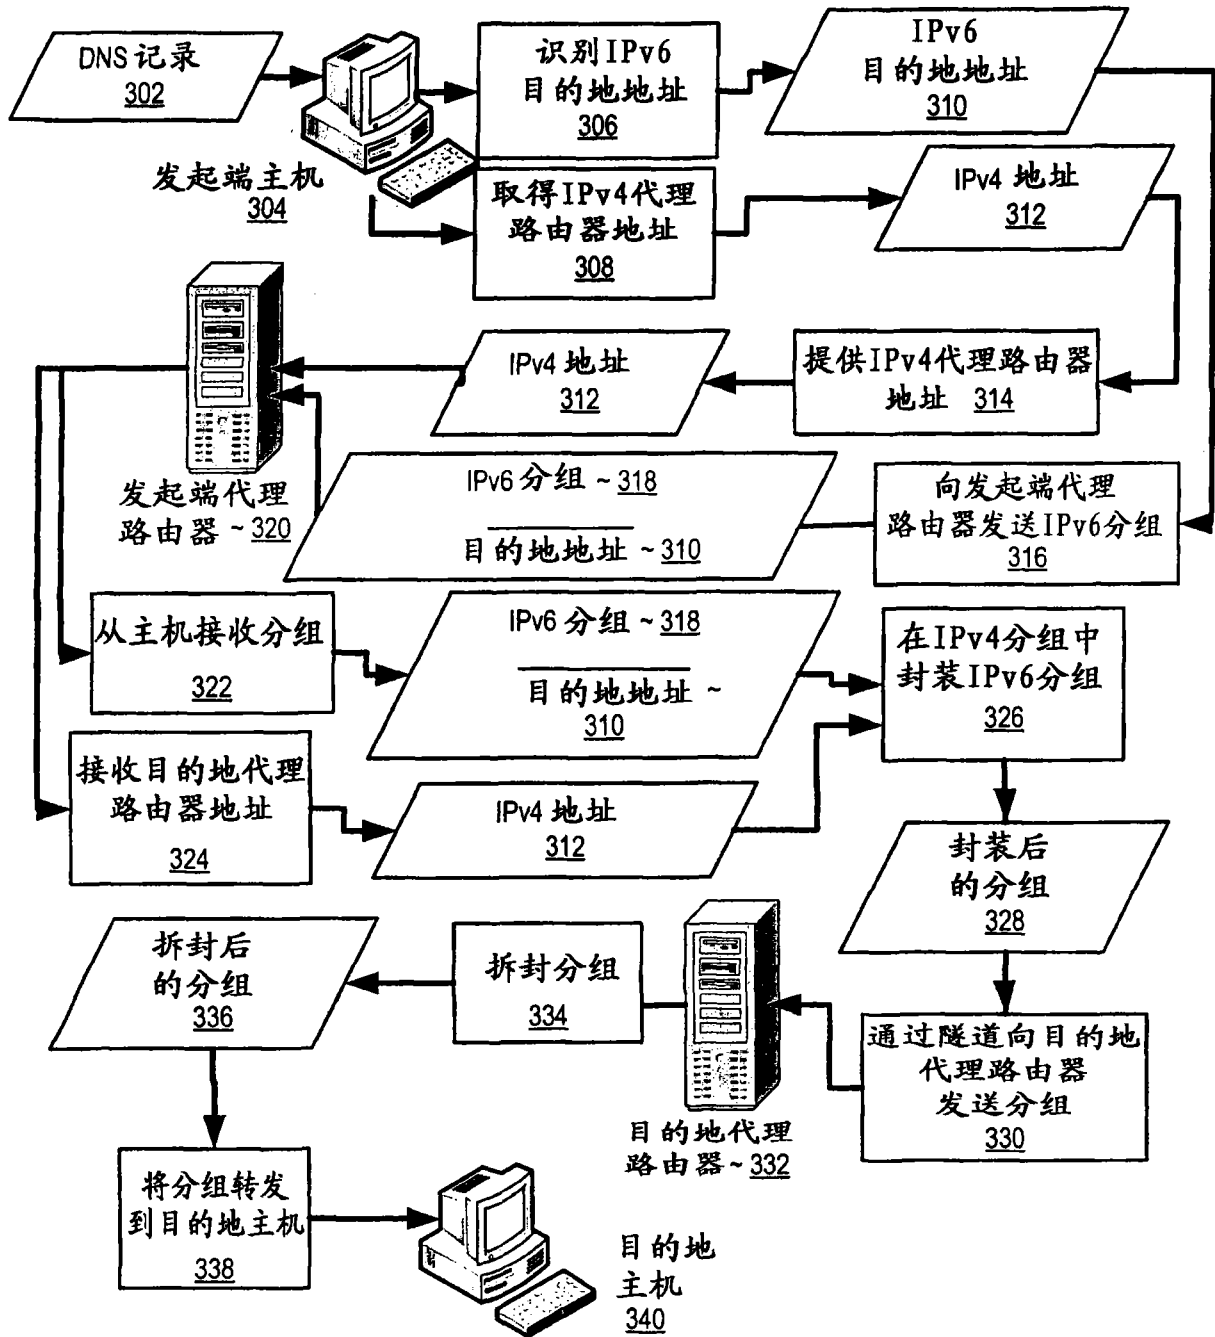 DNS 记录
302
识别IPv6
目的地地址
306
IPv6
目的地地址
310
发起端主机
304
取得IPv4代理
路由器地址
308
IPv4 地址
312
IPv4 地址
312
提供IPv4代理路由器
地址 314
发起端代理
路由器~320
IPv6 分组 ~ 318
目的地地址 ~310
向发起端代理
路由器发送IPv6分组
316
从主机接收分组
322
IPv6 分组 ~318
目的地地址 ~
310
在IPv4分组中
封装IPv6分组
326
接收目的地代理
路由器地址
324
IPv4 地址
312
封装后
的分组
328
拆封后
的分组
336
拆封分组
334
通过隧道向目的地
代理路由器
发送分组
330
目的地代理
路由器~332
将分组转发
到目的地主机
338
目的地
主机
340